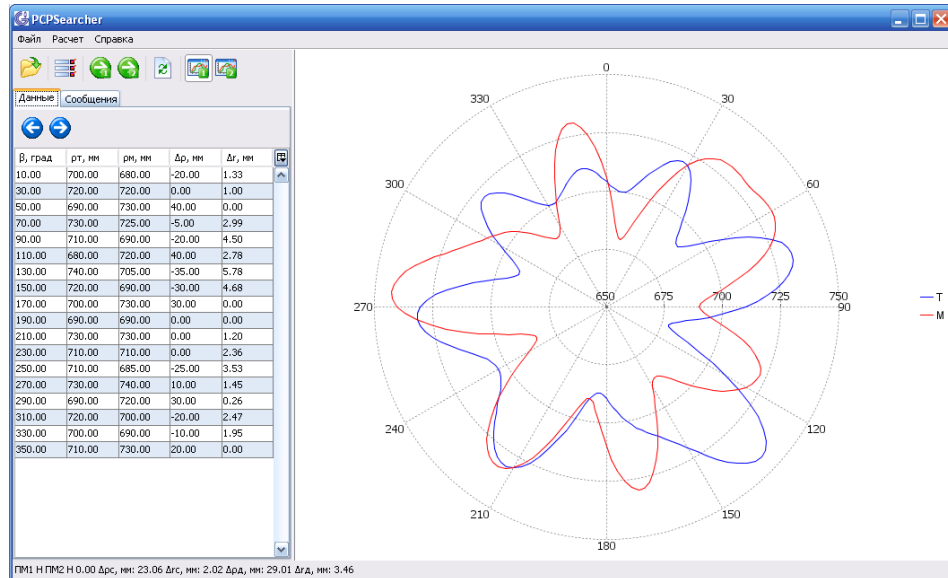 PCPSearcher
Файл Расчет Справка
Данные Сообщения
β, град ρт, мм ρм, мм Δρ, мм Δr, мм
10.00 700.00 680.00 -20.00 1.33
30.00 720.00 720.00 0.00 1.00
50.00 690.00 730.00 40.00 0.00
70.00 730.00 725.00 -5.00 2.99
90.00 710.00 690.00 -20.00 4.50
110.00 680.00 720.00 40.00 2.78
130.00 740.00 705.00 -35.00 5.78
150.00 720.00 690.00 -30.00 4.68
170.00 700.00 730.00 30.00 0.00
190.00 690.00 690.00 0.00 0.00
210.00 730.00 730.00 0.00 1.20
230.00 710.00 710.00 0.00 2.36
250.00 710.00 685.00 -25.00 3.53
270.00 730.00 740.00 10.00 1.45
290.00 690.00 720.00 30.00 0.26
310.00 720.00 700.00 -20.00 2.47
330.00 700.00 690.00 -10.00 1.95
350.00 710.00 730.00 20.00 0.00
0
330 30
300 60
270 650 675 700 725 750
90
240 120
210 150
180
T
M
ПМ1 Н ПМ2 Н 0.00 Δρс, мм: 23.06 Δrс, мм: 2.02 Δρд, мм: 29.01 Δrд, мм: 3.46